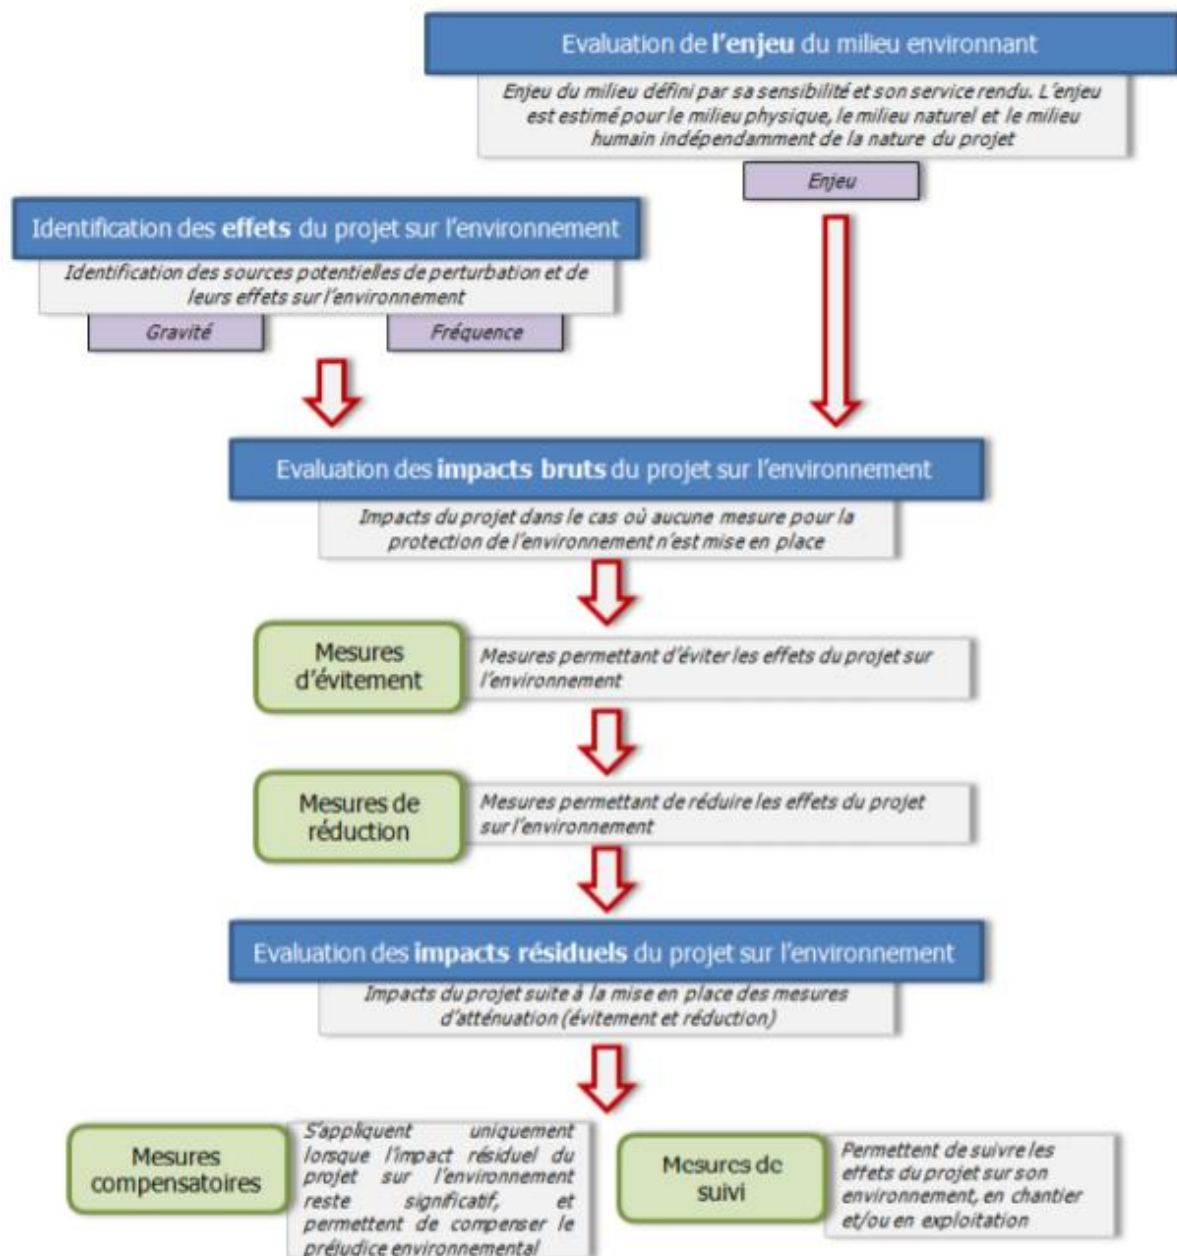 Evaluation de l'enjeu du milieu environnant
Enjeu du milieu défini par sa sensibilité et son service rendu. L'enjeu
est estimé pour le milieu physique, le milieu naturel et le milieu
humain indépendamment de la nature du projet
Enjeu
Identification des effets du projet sur l'environnement
Identification des sources potentielles de perturbation et de
leurs effets sur l'environnement
Gravité
Fréquence
Evaluation des impacts bruts du projet sur l'environnement
Impacts du projet dans le cas où aucune mesure pour la
protection de l'environnement n'est mise en place
Mesures
d'évitement
Mesures permettant d'éviter les effets du projet sur
l'environnement
Mesures de
réduction
Mesures permettant de réduire les effets du projet
sur l'environnement
Evaluation des impacts résiduels du projet sur l'environnement
Impacts du projet suite à la mise en place des mesures
d'atténuation (évitement et réduction)
Mesures
compensatoires
S'appliquent uniquement
lorsque l'impact résiduel du
projet sur l'environnement
reste significatif, et
permettent de compenser le
préjudice environnemental
Mesures de
suivi
Permettent de suivre les
effets du projet sur son
environnement, en chantier
et/ou en exploitation